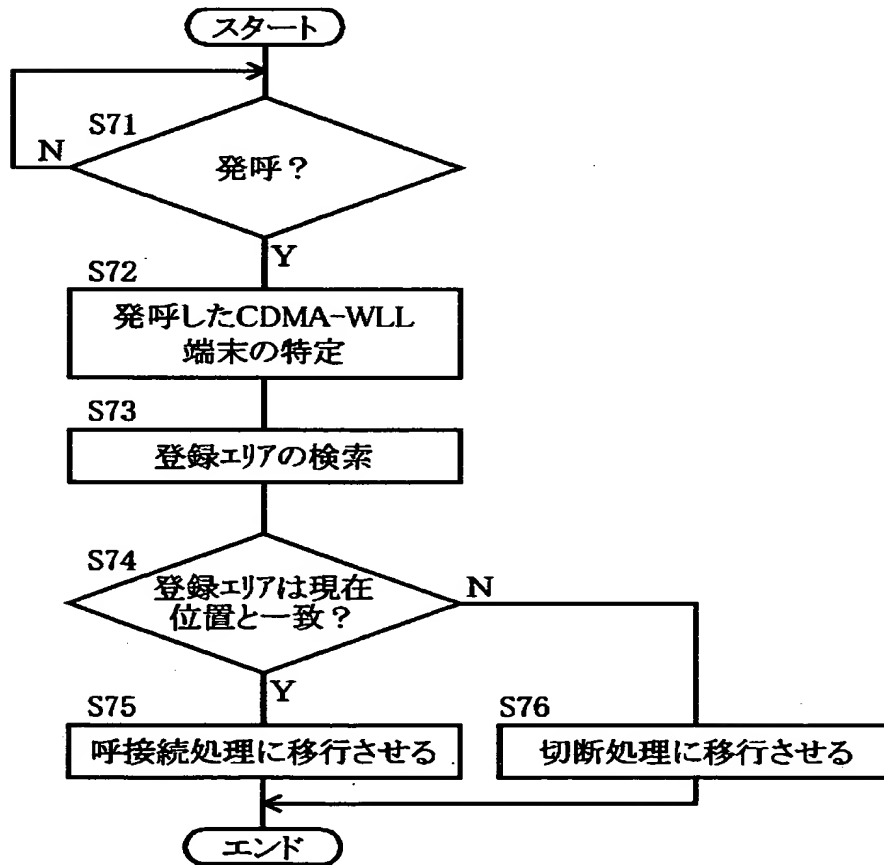 スタート
S71
N
発呼？
Y
S72
発呼したCDMA-WLL
端末の特定
S73
登録エリアの検索
S74
登録エリアは現在
位置と一致？
N
Y
S75
呼接続処理に移行させる
S76
切断処理に移行させる
エンド